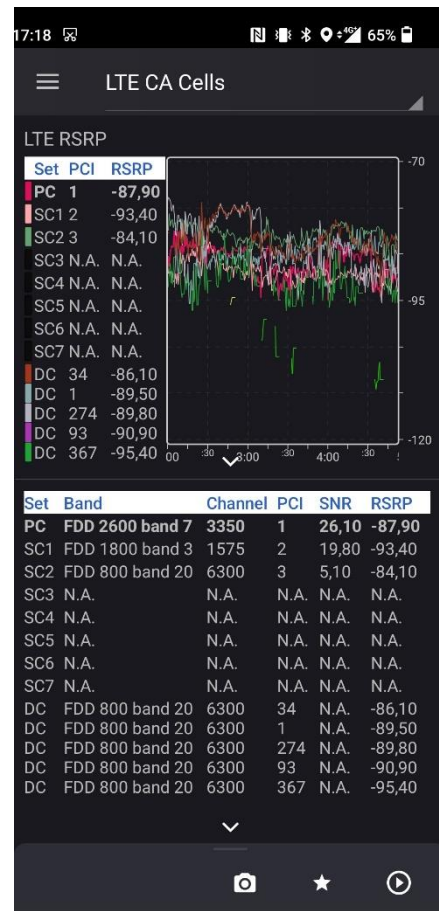 17:18 4G+ 65%
LTE CA Cells
LTE RSRP
Set PCI RSRP
PC 1 -87,90
SC1 2 -93,40
SC2 3 -84,10
SC3 N.A. N.A.
SC4 N.A. N.A.
SC5 N.A. N.A.
SC6 N.A. N.A.
SC7 N.A. N.A.
DC 34 -86,10
DC 1 -89,50
DC 274 -89,80
DC 93 -90,90
DC 367 -95,40
-70
-95
-120
00 :30 3:00 :30 4:00 :30
Set Band Channel PCI SNR RSRP
PC FDD 2600 band 7 3350 1 26,10 -87,90
SC1 FDD 1800 band 3 1575 2 19,80 -93,40
SC2 FDD 800 band 20 6300 3 5,10 -84,10
SC3 N.A. N.A. N.A. N.A. N.A.
SC4 N.A. N.A. N.A. N.A. N.A.
SC5 N.A. N.A. N.A. N.A. N.A.
SC6 N.A. N.A. N.A. N.A. N.A.
SC7 N.A. N.A. N.A. N.A. N.A.
DC FDD 800 band 20 6300 34 N.A. -86,10
DC FDD 800 band 20 6300 1 N.A. -89,50
DC FDD 800 band 20 6300 274 N.A. -89,80
DC FDD 800 band 20 6300 93 N.A. -90,90
DC FDD 800 band 20 6300 367 N.A. -95,40